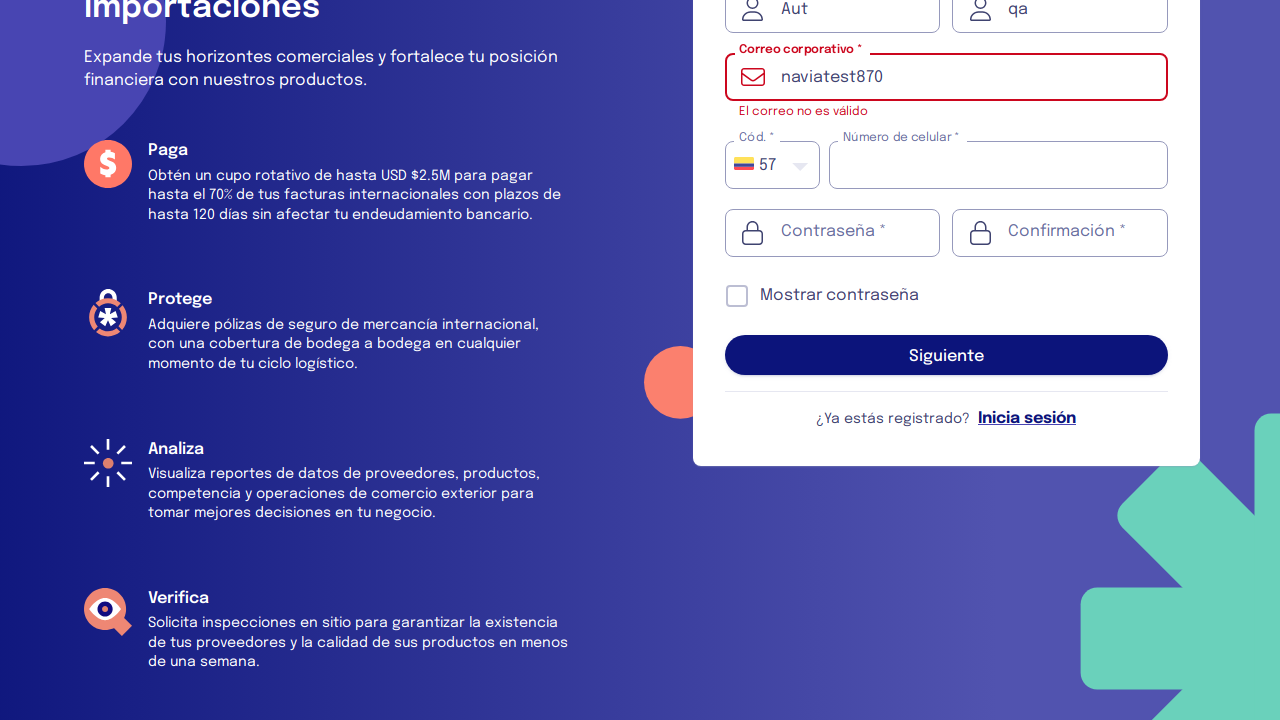 importaciones
Expande tus horizontes comerciales y fortalece tu posición
financiera con nuestros productos.
Paga
Obtén un cupo rotativo de hasta USD $2.5M para pagar
hasta el 70% de tus facturas internacionales con plazos de
hasta 120 días sin afectar tu endeudamiento bancario.
Protege
Adquiere pólizas de seguro de mercancía internacional,
con una cobertura de bodega a bodega en cualquier
momento de tu ciclo logístico.
Analiza
Visualiza reportes de datos de proveedores, productos,
competencia y operaciones de comercio exterior para
tomar mejores decisiones en tu negocio.
Verifica
Solicita inspecciones en sitio para garantizar la existencia
de tus proveedores y la calidad de sus productos en menos
de una semana.
Aut
qa
Correo corporativo *
naviatest870
El correo no es válido
Cód. *
57
Número de celular *
Contraseña *
Confirmación *
Mostrar contraseña
Siguiente
¿Ya estás registrado? Inicia sesión